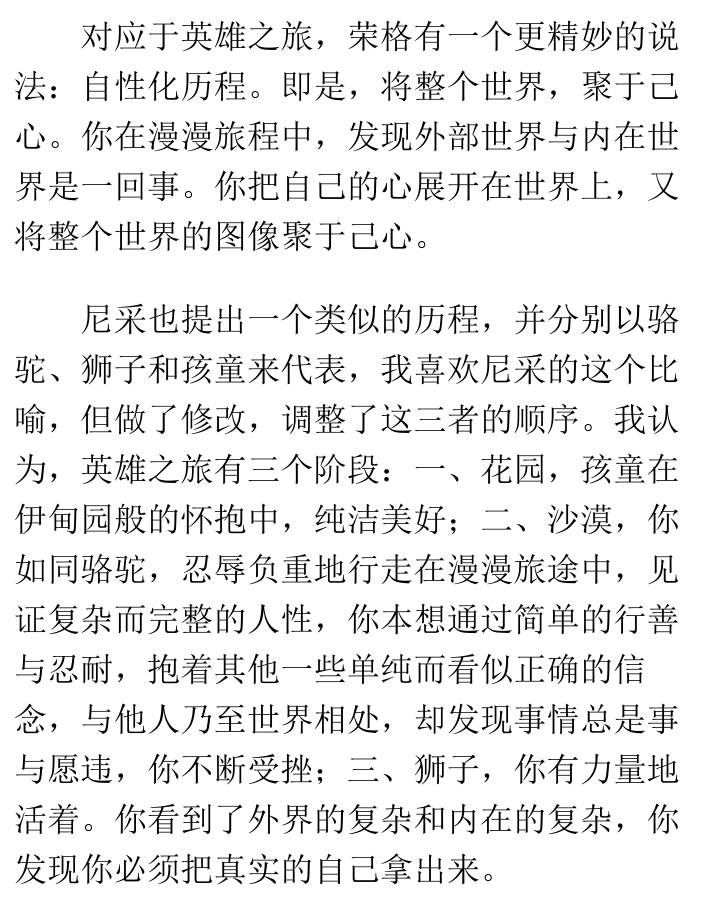 对应于英雄之旅，荣格有一个更精妙的说
法：自性化历程。即是，将整个世界，聚于己
心。你在漫漫旅程中，发现外部世界与内在世
界是一回事。你把自己的心展开在世界上，又
将整个世界的图像聚于己心。
尼采也提出一个类似的历程，并分别以骆
驼、狮子和孩童来代表，我喜欢尼采的这个比
喻，但做了修改，调整了这三者的顺序。我认
为，英雄之旅有三个阶段：一、花园，孩童在
伊甸园般的怀抱中，纯洁美好；二、沙漠，你
如同骆驼，忍辱负重地行走在漫漫旅途中，见
证复杂而完整的人性，你本想通过简单的行善
与忍耐，抱着其他一些单纯而看似正确的信
念，与他人乃至世界相处，却发现事情总是事
与愿违，你不断受挫；三、狮子，你有力量地
活着。你看到了外界的复杂和内在的复杂，你
发现你必须把真实的自己拿出来。